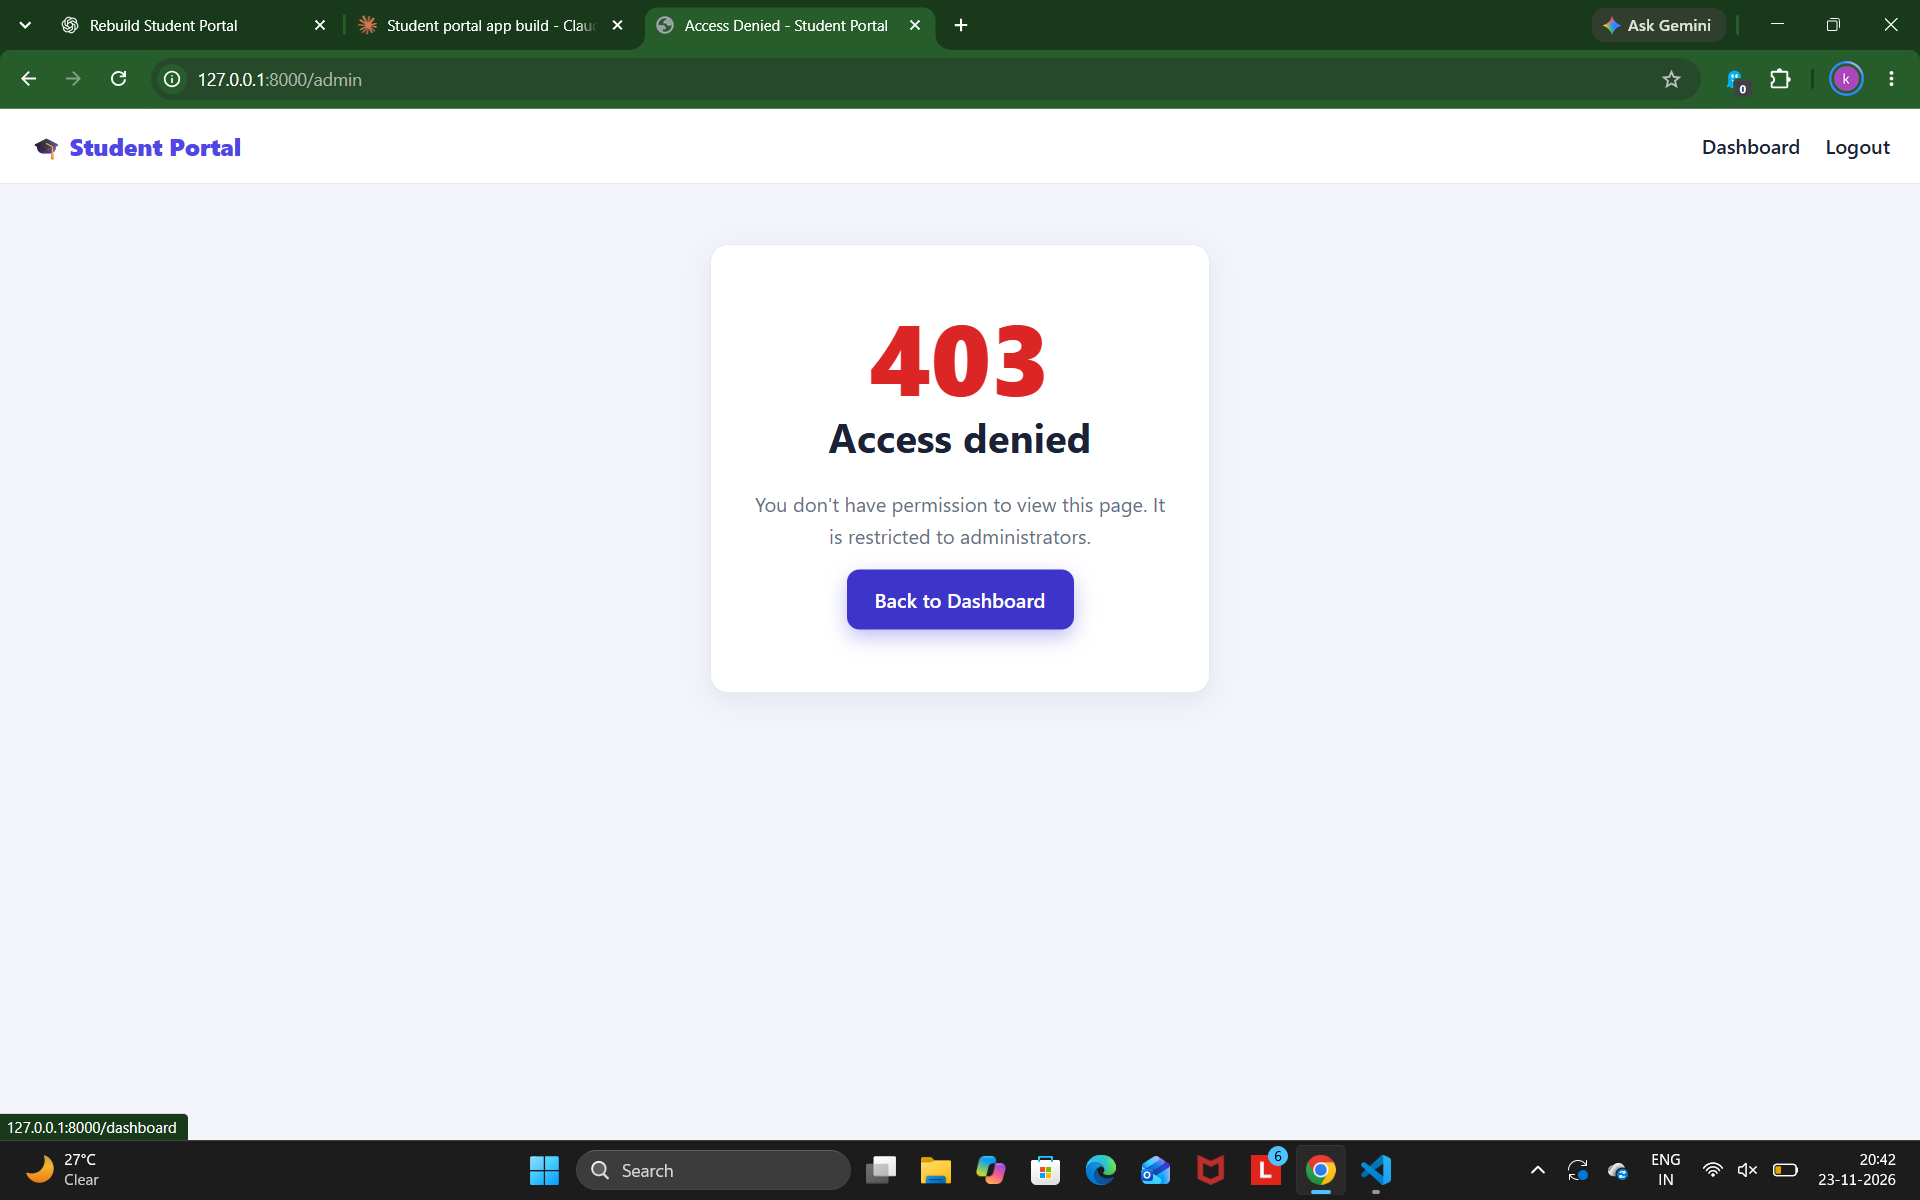 Rebuild Student Portal
Student portal app build - Clau
Access Denied - Student Portal
Ask Gemini
127.0.0.1:8000/admin
0
k
Student Portal
Dashboard
Logout
403
Access denied
You don't have permission to view this page. It
is restricted to administrators.
Back to Dashboard
127.0.0.1:8000/dashboard
27°C
Clear
Search
L
6
ENG
IN
20:42
23-11-2026